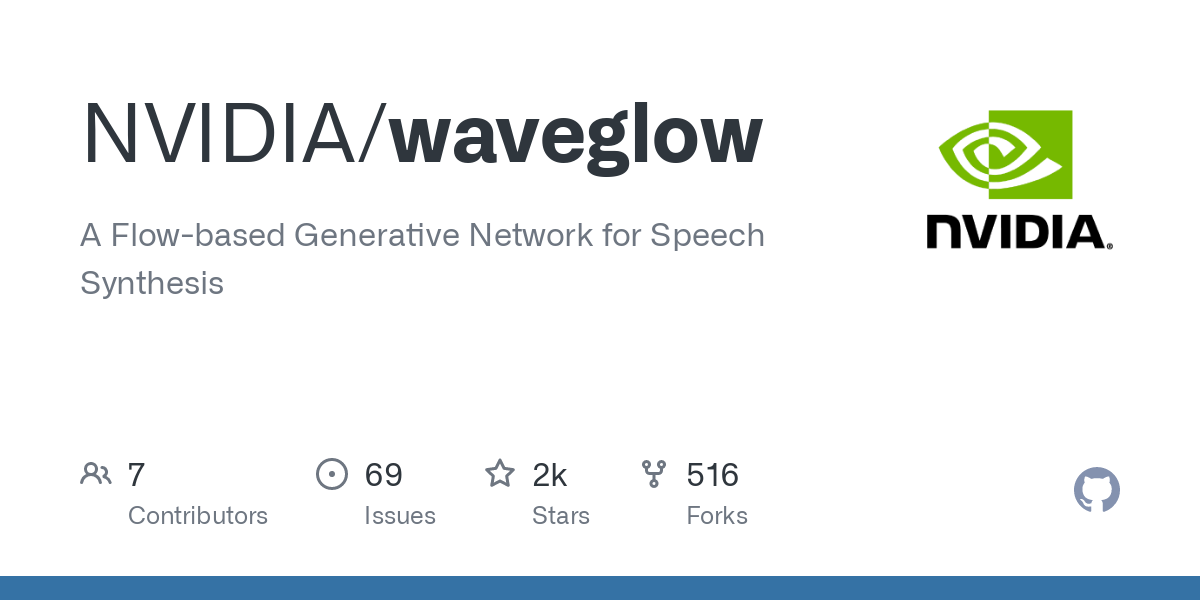 NVIDIA/waveglow
A Flow-based Generative Network for Speech
Synthesis
NVIDIA®
7
Contributors
69
Issues
2k
Stars
516
Forks